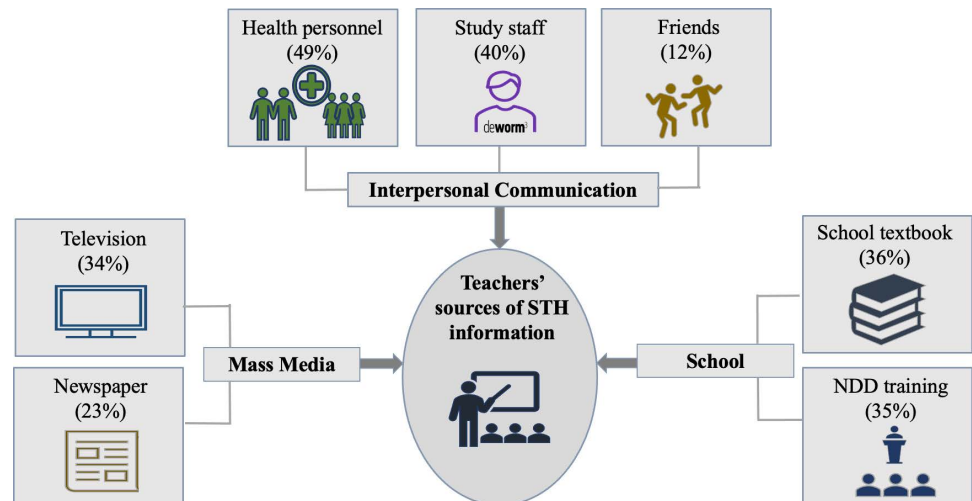 Health personnel
(49%)
Study staff
(40%)
deworm3
Friends
(12%)
Interpersonal Communication
Television
(34%)
Newspaper
(23%)
Mass Media
Teachers’
sources of STH
information
School
School textbook
(36%)
NDD training
(35%)